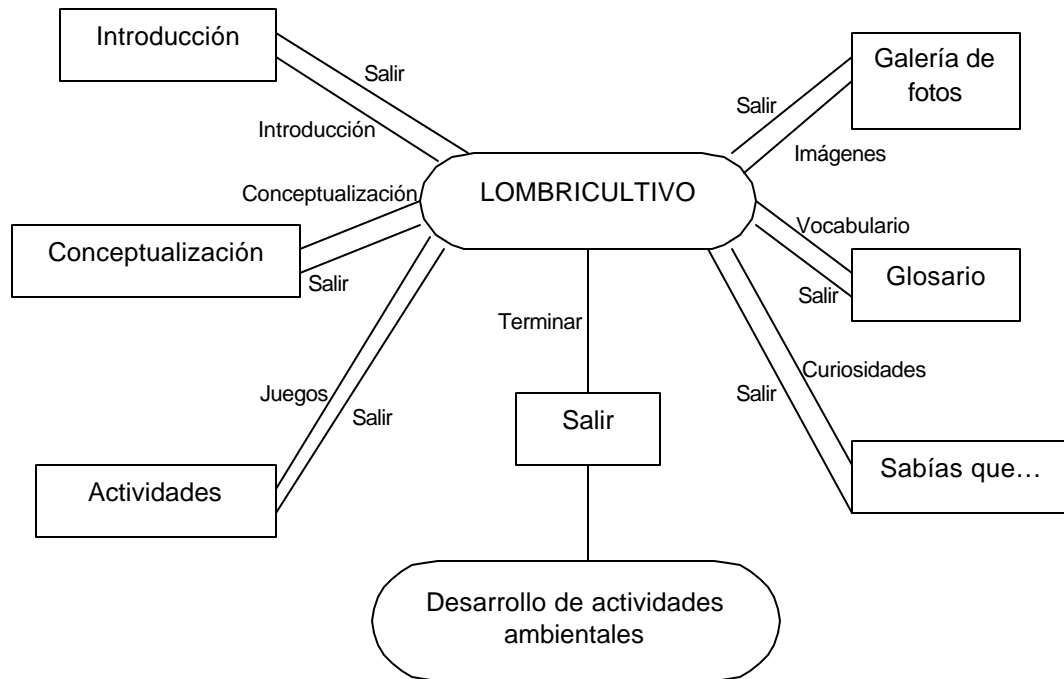 Introducción
Galería de
fotos
Salir
Salir
Introducción
Imágenes
Conceptualización
LOMBRICULTIVO
Vocabulario
Conceptualización
Glosario
Salir
Salir
Terminar
Curiosidades
Juegos
Salir
Salir
Salir
Sabías que…
Actividades
Desarrollo de actividades
ambientales